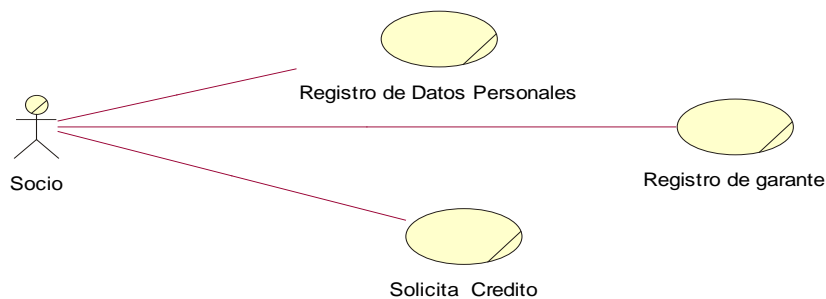 Registro de Datos Personales
Socio
Registro de garante
Solicita Credito